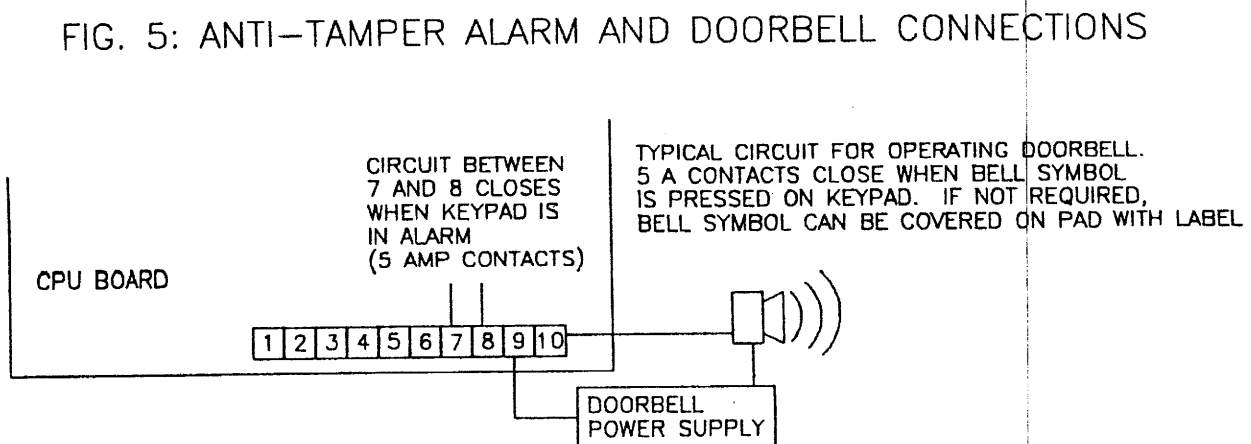 FIG. 5: ANTI-TAMPER ALARM AND DOORBELL CONNECTIONS
CIRCUIT BETWEEN
7 AND 8 CLOSES
WHEN KEYPAD IS
IN ALARM
(5 AMP CONTACTS)
TYPICAL CIRCUIT FOR OPERATING DOORBELL.
5 A CONTACTS CLOSE WHEN BELL SYMBOL
IS PRESSED ON KEYPAD. IF NOT REQUIRED,
BELL SYMBOL CAN BE COVERED ON PAD WITH LABEL
CPU BOARD
1 2 3 4 5 6 7 8 9 10
DOORBELL
POWER SUPPLY